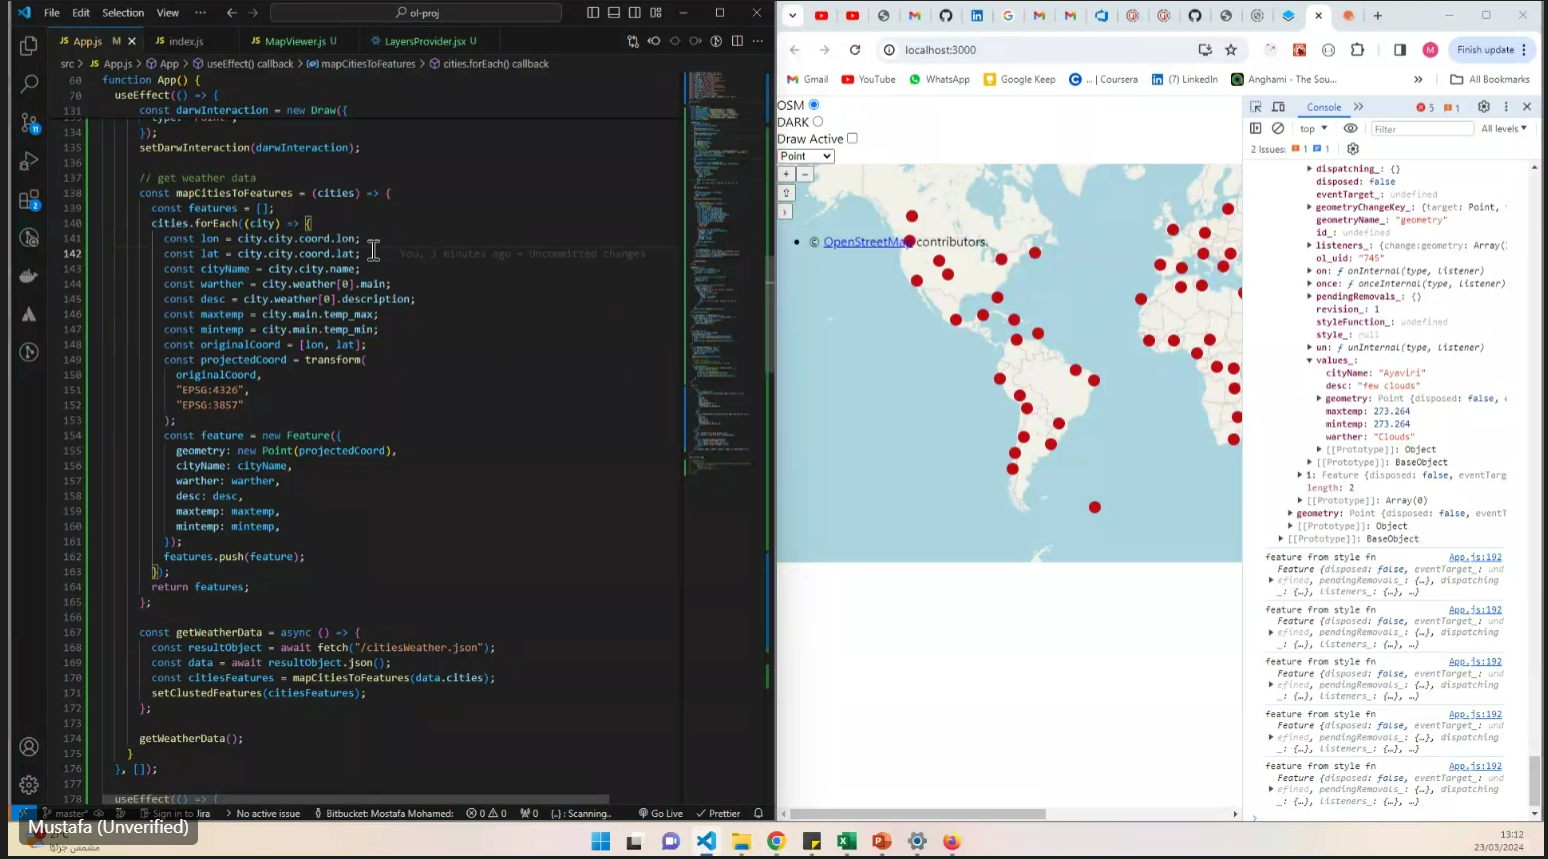 File Edit Selection View ··· ← → ol-proj
JS App.js M × JS index.js JS MapViewer.js U LayersProvider.jsx U ···
src > JS App.js > App > useEffect() callback > mapCitiesToFeatures > cities.forEach() callback
60 function App() {
70 useEffect(() => {
131 const darwInteraction = new Draw({
134 });
135 setDarwInteraction(darwInteraction);
136
137 // get weather data
138 const mapCitiesToFeatures = (cities) => {
139 const features = [];
140 cities.forEach((city) => {
141 const lon = city.city.coord.lon;
142 const lat = city.city.coord.lat; You, 3 minutes ago • Uncommitted changes
143 const cityName = city.city.name;
144 const warther = city.weather[0].main;
145 const desc = city.weather[0].description;
146 const maxtemp = city.main.temp_max;
147 const mintemp = city.main.temp_min;
148 const originalCoord = [lon, lat];
149 const projectedCoord = transform(
150 originalCoord,
151 "EPSG:4326",
152 "EPSG:3857"
153 );
154 const feature = new Feature({
155 geometry: new Point(projectedCoord),
156 cityName: cityName,
157 warther: warther,
158 desc: desc,
159 maxtemp: maxtemp,
160 mintemp: mintemp,
161 });
162 features.push(feature);
163 });
164 return features;
165 };
166
167 const getWeatherData = async () => {
168 const resultObject = await fetch("/citiesWeather.json");
169 const data = await resultObject.json();
170 const citiesFeatures = mapCitiesToFeatures(data.cities);
171 setClustedFeatures(citiesFeatures);
172 };
173
174 getWeatherData();
175 }
176 }, []);
177
178 useEffect(() => {
11
2
master* Sign in to Jira No active issue Bitbucket: Mustafa Mohamed: 0 0 0 {..}: Scanning.. Go Live Prettier
localhost:3000
M Finish update
Gmail YouTube WhatsApp Google Keep ... | Coursera (7) LinkedIn Anghami - The Sou... » All Bookmarks
OSM
DARK
Draw Active
Point
+ −
⇧
›
• © OpenStreetMap contributors.
Console » 5 1
top Filter All levels
2 Issues: 1 1
dispatching_: {}
disposed: false
eventTarget_: undefined
geometryChangeKey_: {target: Point,
geometryName_: "geometry"
id_: undefined
listeners_: {change:geometry: Array(
ol_uid: "745"
on: ƒ onInternal(type, listener)
once: ƒ onceInternal(type, listener)
pendingRemovals_: {}
revision_: 1
styleFunction_: undefined
style_: null
un: ƒ unInternal(type, listener)
values_:
cityName: "Ayaviri"
desc: "few clouds"
geometry: Point {disposed: false,
maxtemp: 273.264
mintemp: 273.264
warther: "Clouds"
[[Prototype]]: Object
[[Prototype]]: BaseObject
1: Feature {disposed: false, eventTarg
length: 2
[[Prototype]]: Array(0)
geometry: Point {disposed: false, eventT
[[Prototype]]: Object
[[Prototype]]: BaseObject
feature from style fn App.js:192
Feature {disposed: false, eventTarget_: und
efined, pendingRemovals_: {…}, dispatching
_: {…}, listeners_: {…}, …}
feature from style fn App.js:192
Feature {disposed: false, eventTarget_: und
efined, pendingRemovals_: {…}, dispatching
_: {…}, listeners_: {…}, …}
feature from style fn App.js:192
Feature {disposed: false, eventTarget_: und
efined, pendingRemovals_: {…}, dispatching
_: {…}, listeners_: {…}, …}
feature from style fn App.js:192
Feature {disposed: false, eventTarget_: und
efined, pendingRemovals_: {…}, dispatching
_: {…}, listeners_: {…}, …}
feature from style fn App.js:192
Feature {disposed: false, eventTarget_: und
efined, pendingRemovals_: {…}, dispatching
_: {…}, listeners_: {…}, …}
Mustafa (Unverified)
مشمس جزئيًا
13:12
23/03/2024